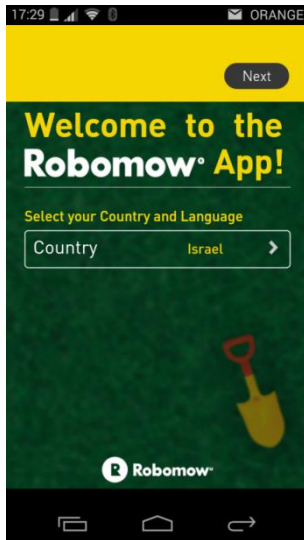 17:29 ORANGE
Next
Welcome to the
Robomow App!
Select your Country and Language
Country Israel
R Robomow